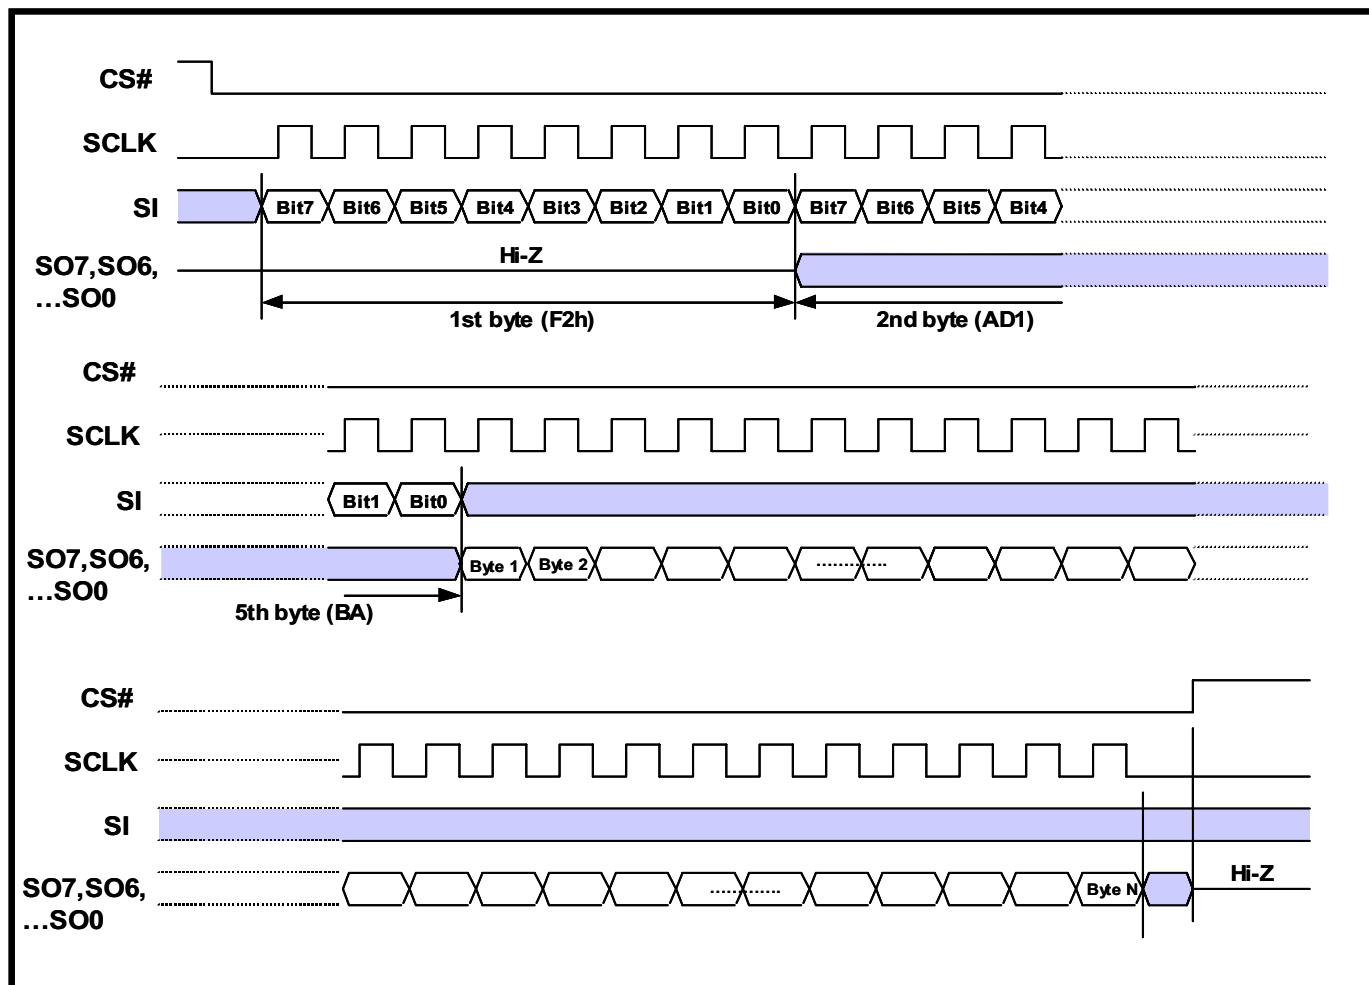 CS#
SCLK
SI Bit7 Bit6 Bit5 Bit4 Bit3 Bit2 Bit1 Bit0 Bit7 Bit6 Bit5 Bit4
SO7,SO6, Hi-Z
...SO0
1st byte (F2h) 2nd byte (AD1)
CS#
SCLK
SI Bit1 Bit0
SO7,SO6, Byte 1 Byte 2 ............
...SO0
5th byte (BA)
CS#
SCLK
SI
SO7,SO6, ............ Byte N Hi-Z
...SO0